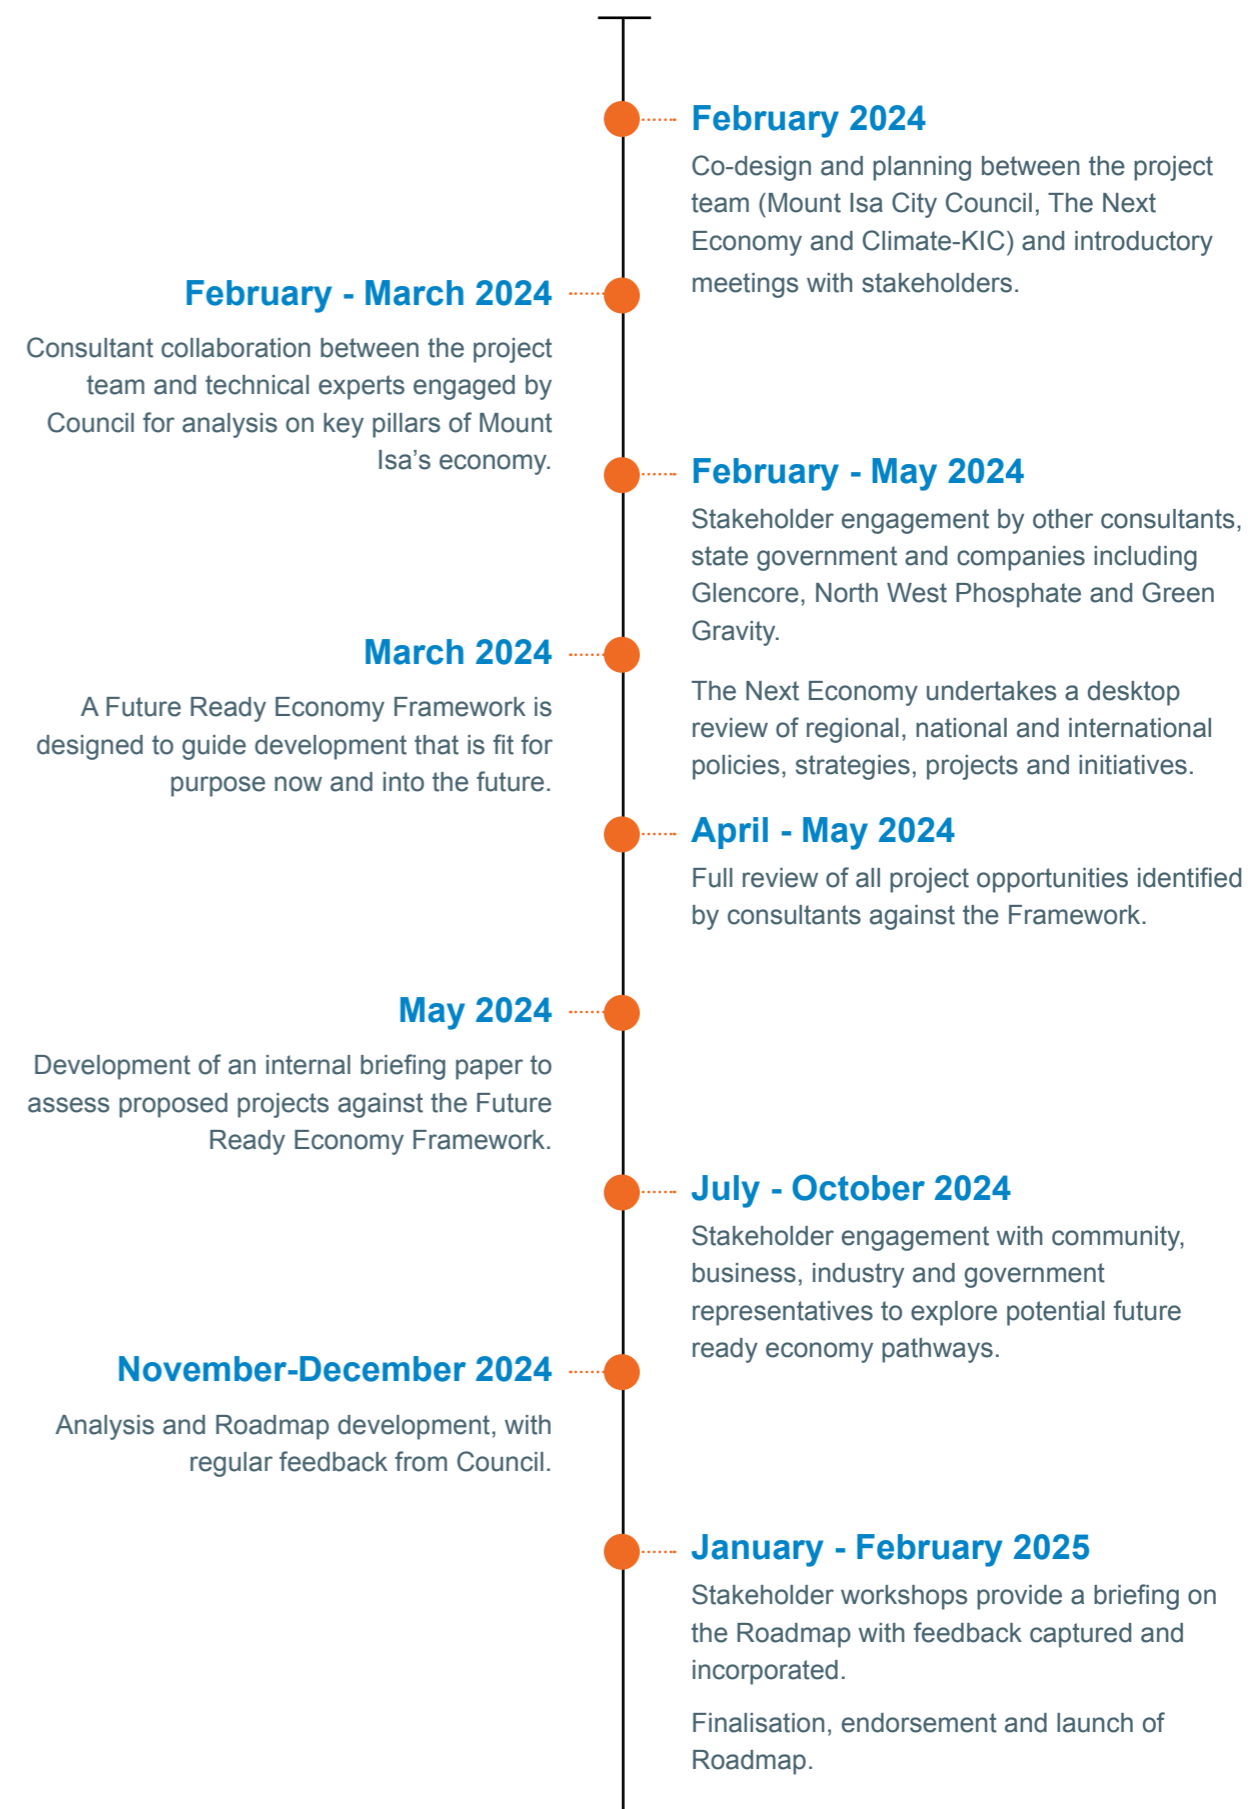 February 2024
Co-design and planning between the project
team (Mount Isa City Council, The Next
Economy and Climate-KIC) and introductory
meetings with stakeholders.
February - March 2024
Consultant collaboration between the project
team and technical experts engaged by
Council for analysis on key pillars of Mount
Isa’s economy.
February - May 2024
Stakeholder engagement by other consultants,
state government and companies including
Glencore, North West Phosphate and Green
Gravity.
The Next Economy undertakes a desktop
review of regional, national and international
policies, strategies, projects and initiatives.
March 2024
A Future Ready Economy Framework is
designed to guide development that is fit for
purpose now and into the future.
April - May 2024
Full review of all project opportunities identified
by consultants against the Framework.
May 2024
Development of an internal briefing paper to
assess proposed projects against the Future
Ready Economy Framework.
July - October 2024
Stakeholder engagement with community,
business, industry and government
representatives to explore potential future
ready economy pathways.
November-December 2024
Analysis and Roadmap development, with
regular feedback from Council.
January - February 2025
Stakeholder workshops provide a briefing on
the Roadmap with feedback captured and
incorporated.
Finalisation, endorsement and launch of
Roadmap.